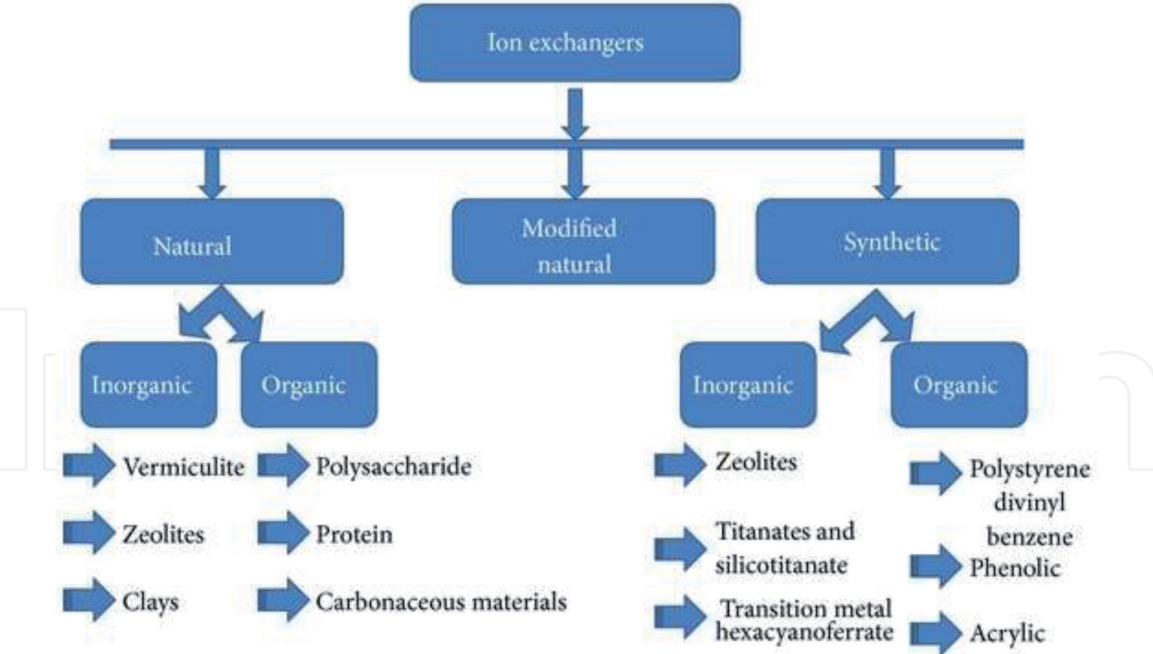 Ion exchangers
Natural
Modified
natural
Synthetic
Inorganic
Organic
Inorganic
Organic
Vermiculite
Zeolites
Clays
Polysaccharide
Protein
Carbonaceous materials
Zeolites
Titanates and
silicotitanate
Transition metal
hexacyanoferrate
Polystyrene
divinyl
benzene
Phenolic
Acrylic